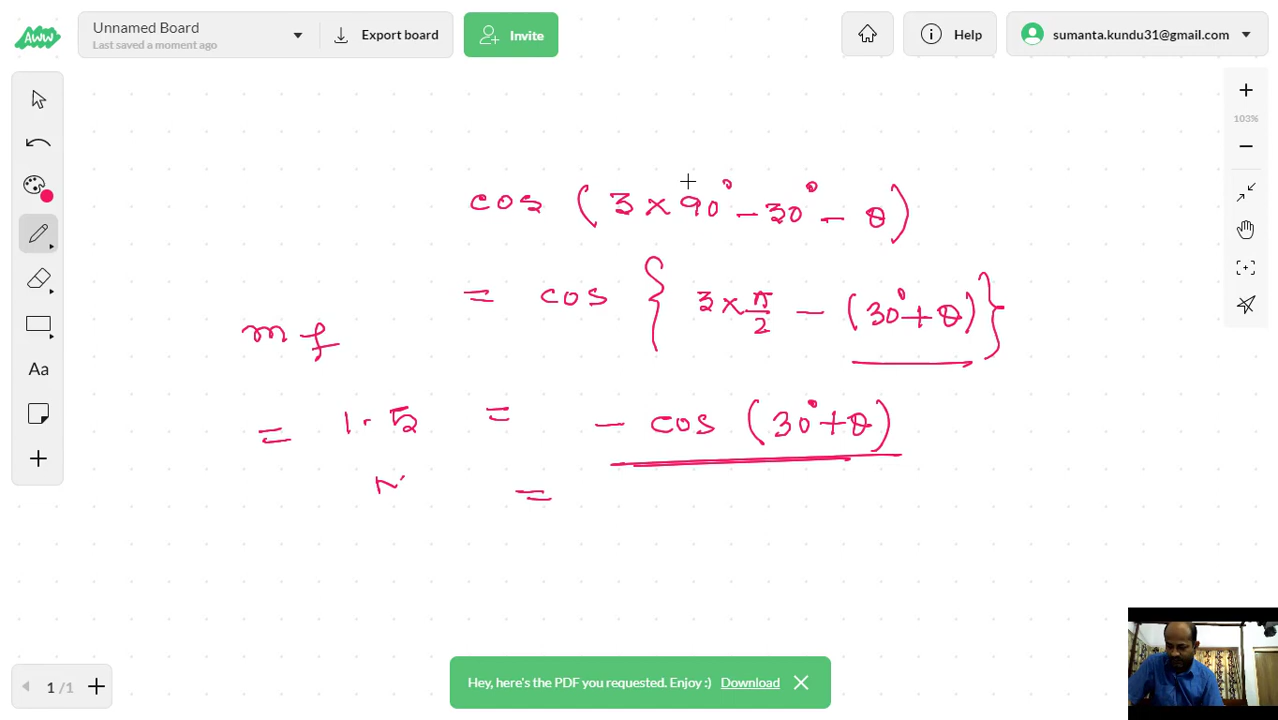 AWW
Unnamed Board
Last saved a moment ago
Export board
Invite
Help
sumanta.kundu31@gmail.com
103%
Aa
cos (3 × 90° - 30° - θ)
= cos { 3 × π/2 - (30° + θ) }
m f
= 1.
= - cos (30° + θ)
=
1 / 1
Hey, here's the PDF you requested. Enjoy :) Download